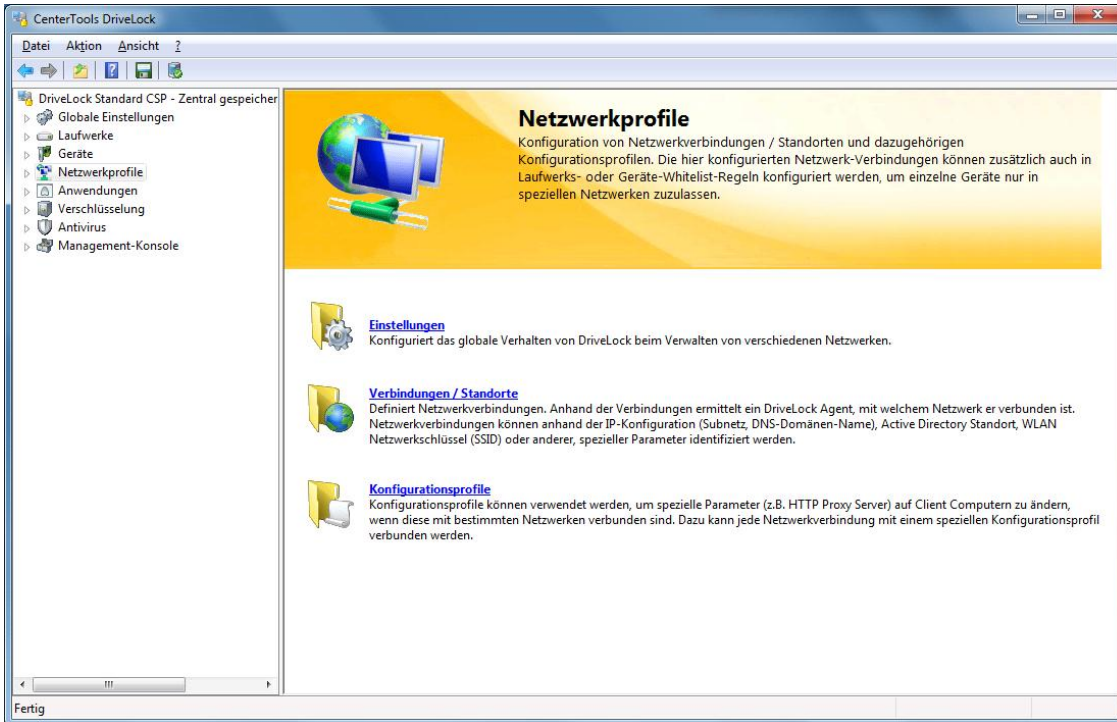 CenterTools DriveLock
Datei Aktion Ansicht ?
DriveLock Standard CSP - Zentral gespeicher
Globale Einstellungen
Laufwerke
Geräte
Netzwerkprofile
Anwendungen
Verschlüsselung
Antivirus
Management-Konsole
Netzwerkprofile
Konfiguration von Netzwerkverbindungen / Standorten und dazugehörigen
Konfigurationsprofilen. Die hier konfigurierten Netzwerk-Verbindungen können zusätzlich auch in
Laufwerks- oder Geräte-Whitelist-Regeln konfiguriert werden, um einzelne Geräte nur in
speziellen Netzwerken zuzulassen.
Einstellungen
Konfiguriert das globale Verhalten von DriveLock beim Verwalten von verschiedenen Netzwerken.
Verbindungen / Standorte
Definiert Netzwerkverbindungen. Anhand der Verbindungen ermittelt ein DriveLock Agent, mit welchem Netzwerk er verbunden ist.
Netzwerkverbindungen können anhand der IP-Konfiguration (Subnetz, DNS-Domänen-Name), Active Directory Standort, WLAN
Netzwerkschlüssel (SSID) oder anderer, spezieller Parameter identifiziert werden.
Konfigurationsprofile
Konfigurationsprofile können verwendet werden, um spezielle Parameter (z.B. HTTP Proxy Server) auf Client Computern zu ändern,
wenn diese mit bestimmten Netzwerken verbunden sind. Dazu kann jede Netzwerkverbindung mit einem speziellen Konfigurationsprofil
verbunden werden.
Fertig